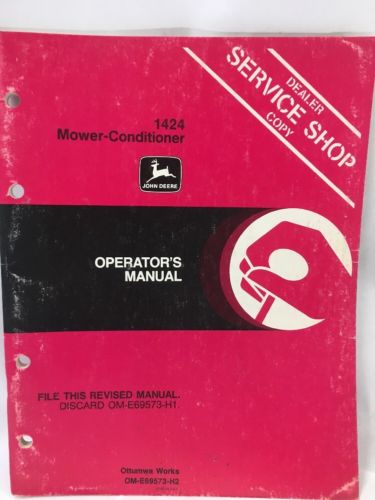 DEALER
SERVICE SHOP
COPY
1424
Mower-Conditioner
JOHN DEERE
OPERATOR'S
MANUAL
FILE THIS REVISED MANUAL.
DISCARD OM-E69573-H1.
Ottumwa Works
OM-E69573-H2